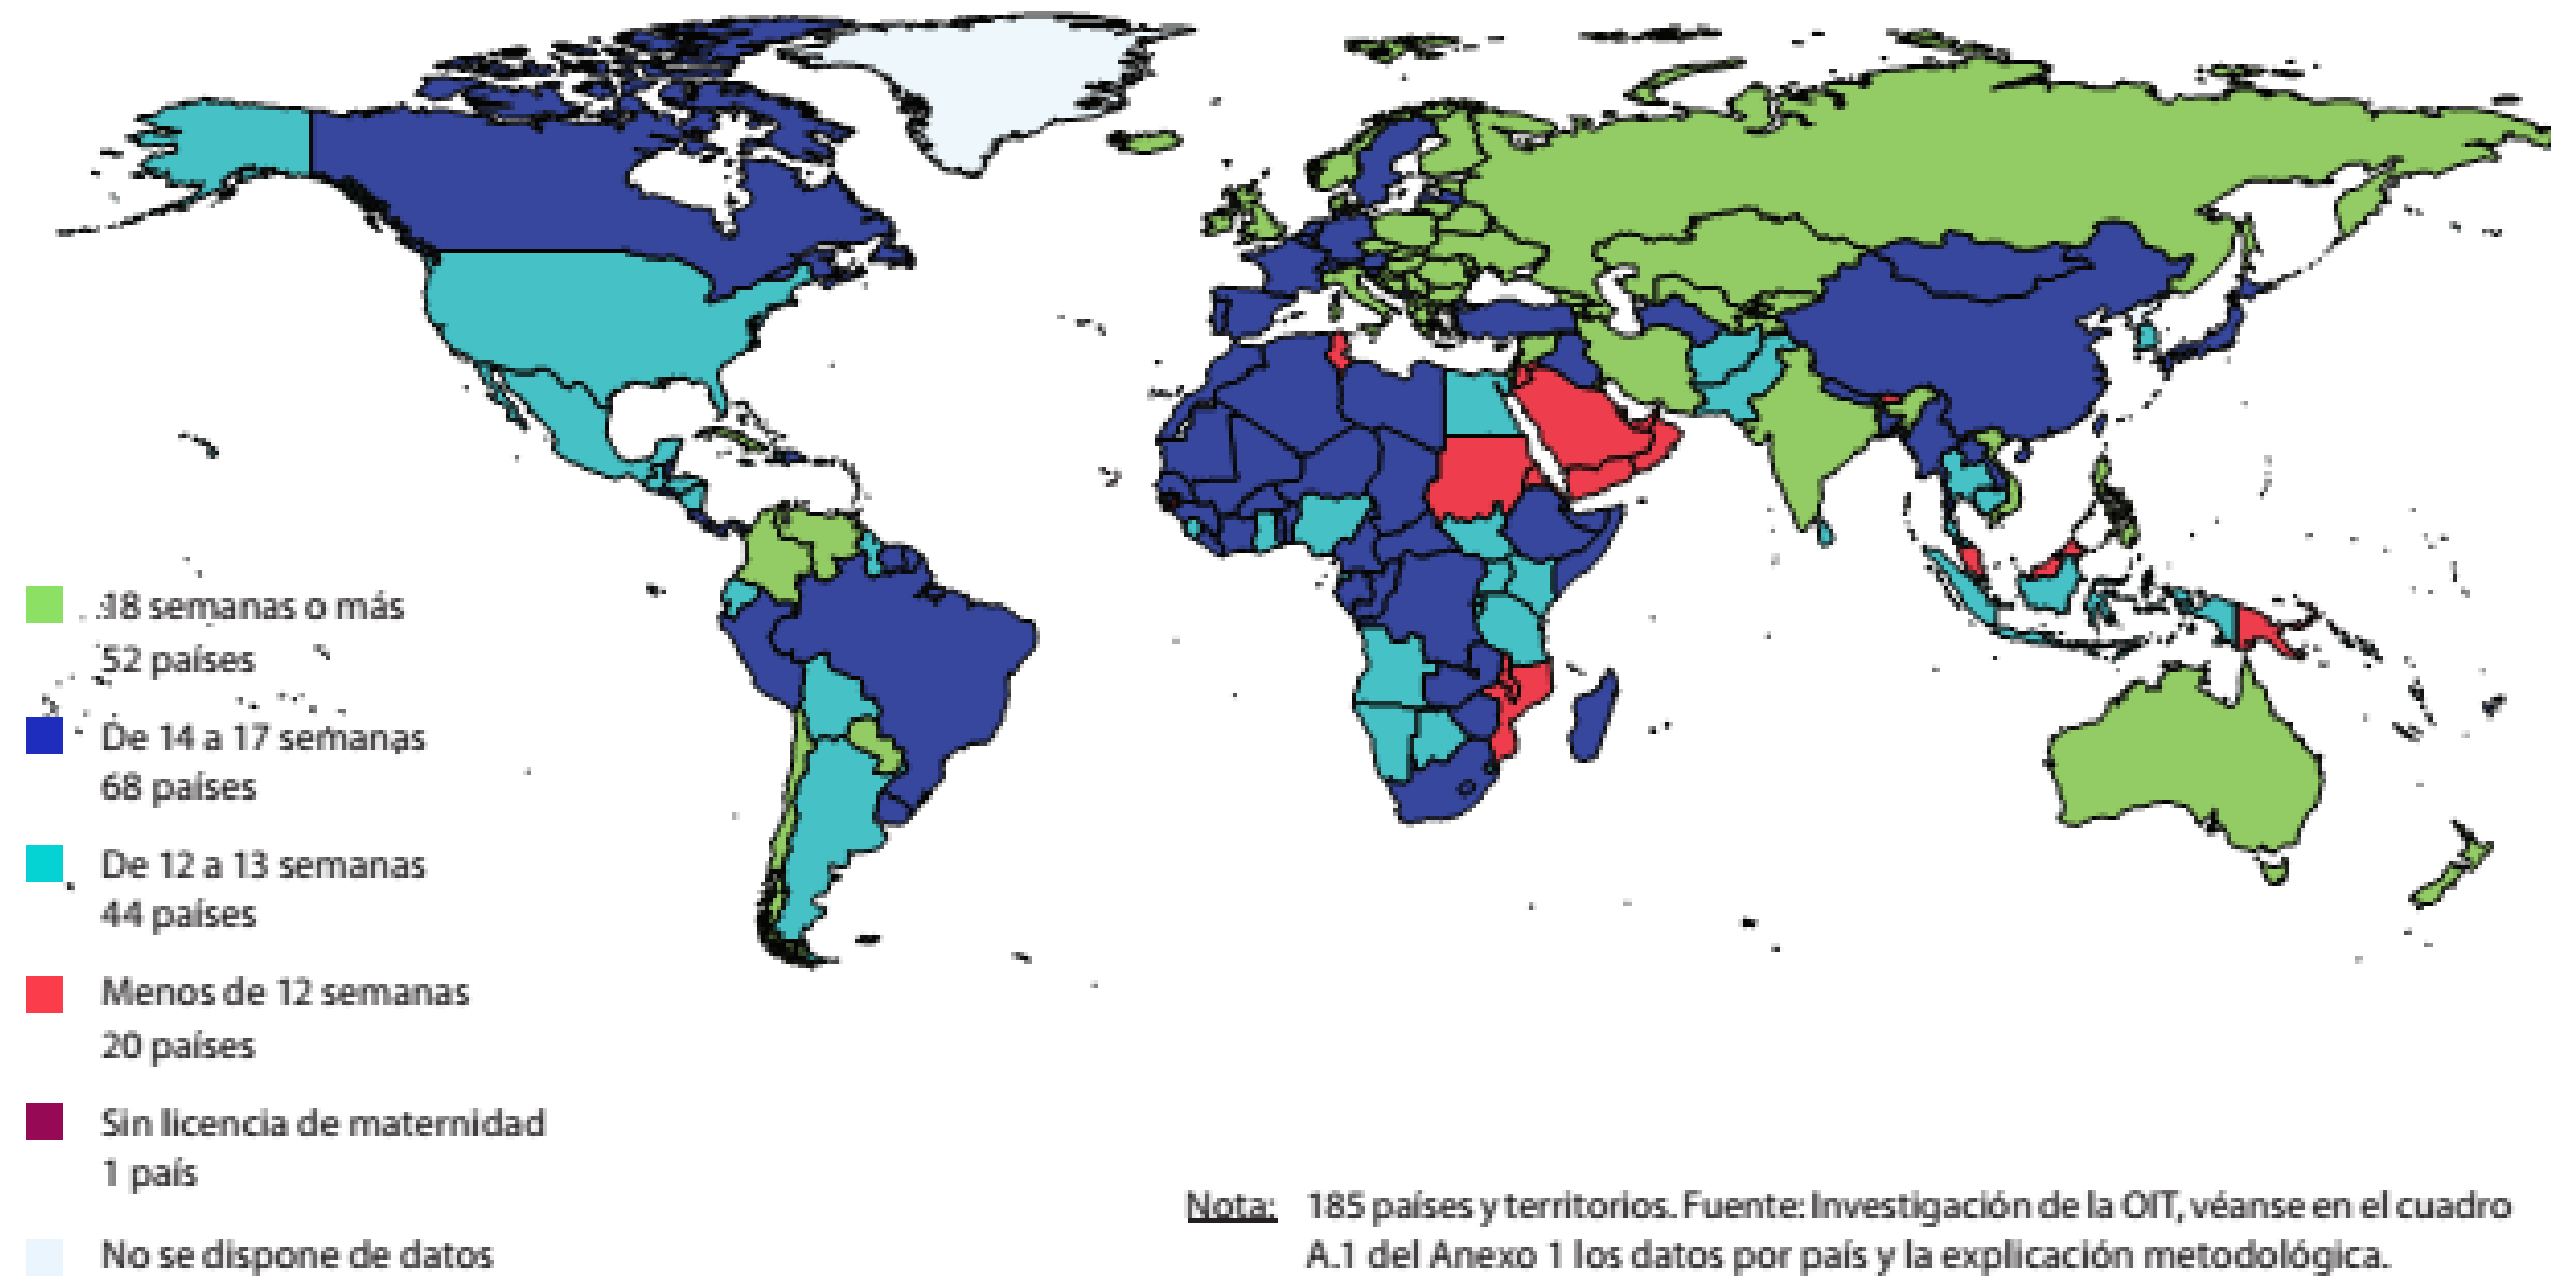 18 semanas o más
52 países
De 14 a 17 semanas
68 países
De 12 a 13 semanas
44 países
Menos de 12 semanas
20 países
Sin licencia de maternidad
1 país
No se dispone de datos
Nota: 185 países y territorios. Fuente: Investigación de la OIT, véanse en el cuadro
A.1 del Anexo 1 los datos por país y la explicación metodológica.